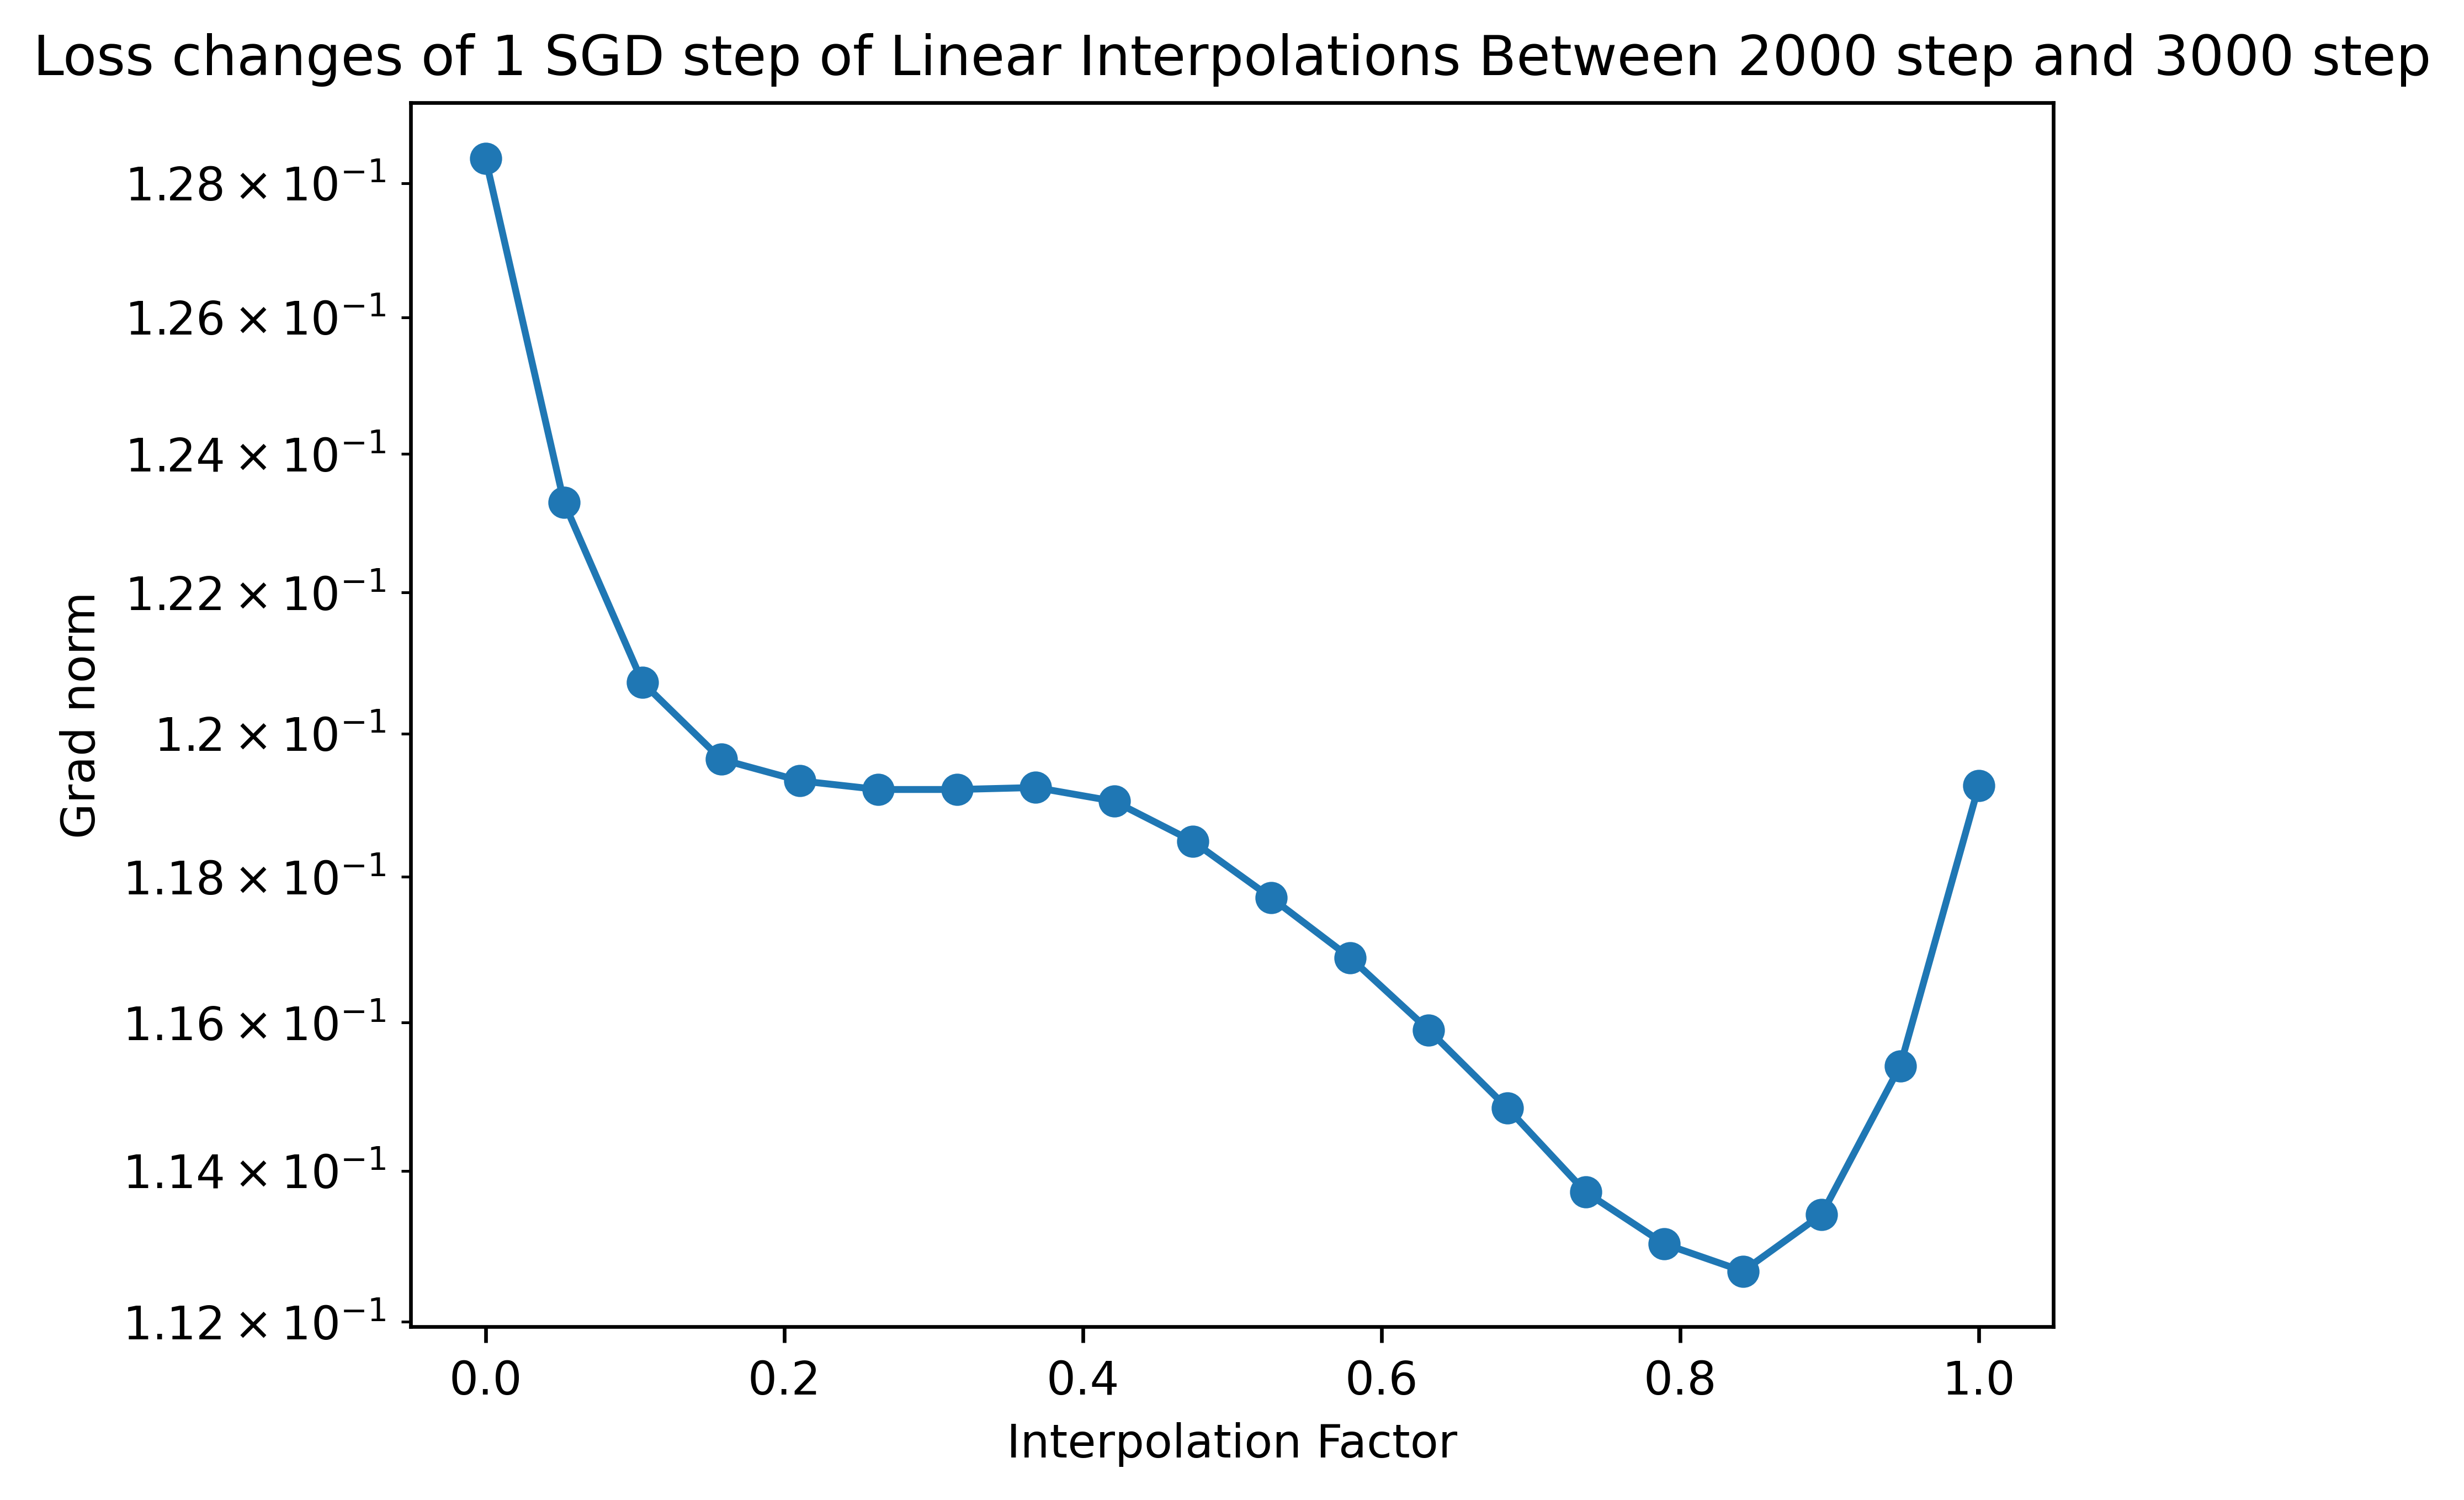 Loss changes of 1 SGD step of Linear Interpolations Between 2000 step and 3000 step
1.28 × 10⁻¹
1.26 × 10⁻¹
1.24 × 10⁻¹
1.22 × 10⁻¹
1.2 × 10⁻¹
1.18 × 10⁻¹
1.16 × 10⁻¹
1.14 × 10⁻¹
1.12 × 10⁻¹
Grad norm
0.0 0.2 0.4 0.6 0.8 1.0
Interpolation Factor